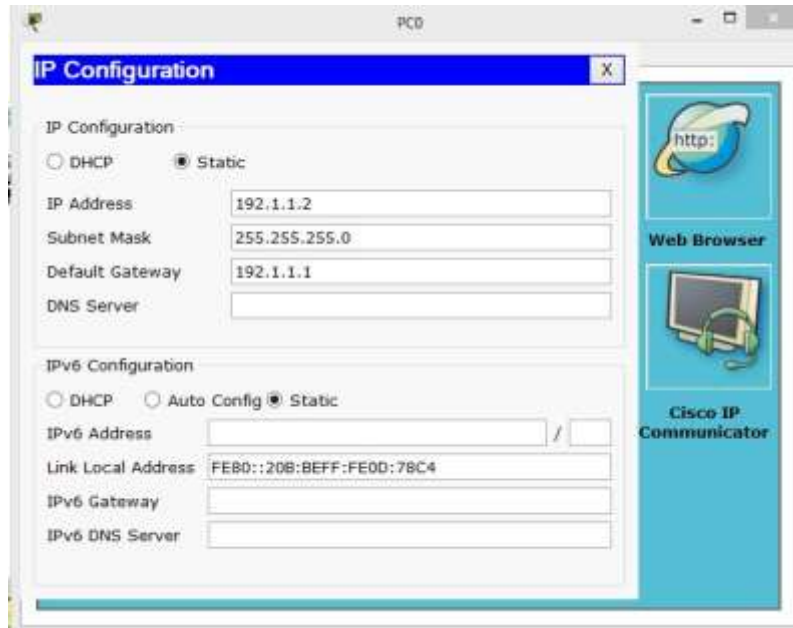 PC0
IP Configuration X
IP Configuration
DHCP Static
IP Address 192.1.1.2
Subnet Mask 255.255.255.0
Default Gateway 192.1.1.1
DNS Server
IPv6 Configuration
DHCP Auto Config Static
IPv6 Address /
Link Local Address FE80::20B:BEFF:FE0D:78C4
IPv6 Gateway
IPv6 DNS Server
http:
Web Browser
Cisco IP
Communicator